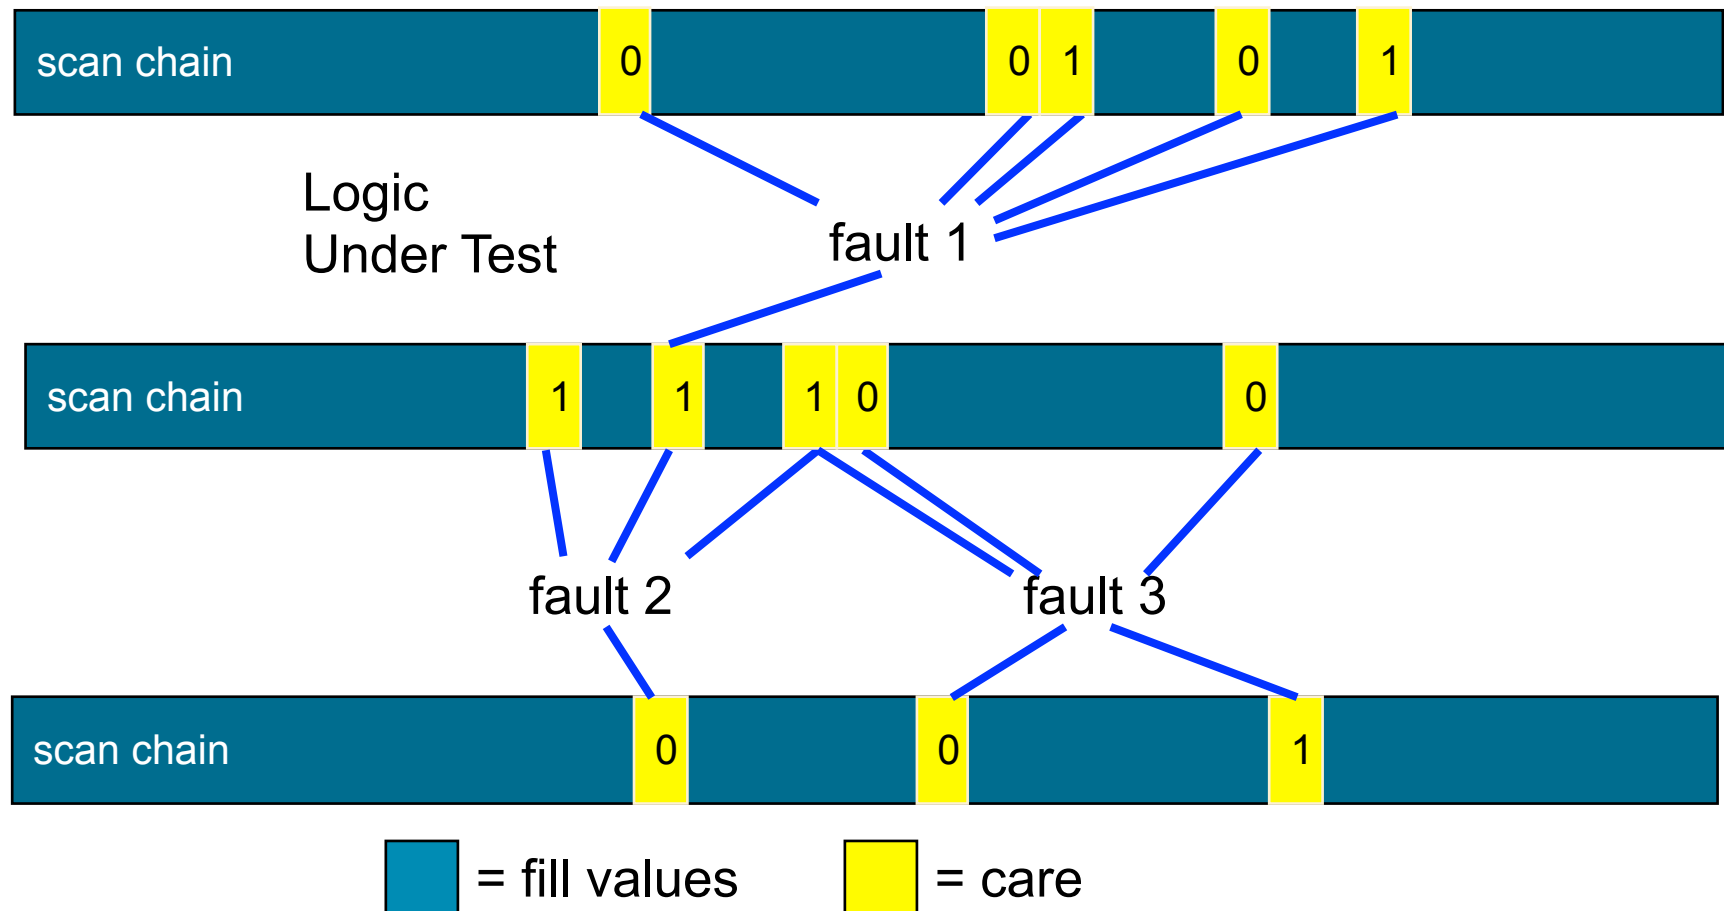 scan chain 0 0 1 0 1
Logic
Under Test
fault 1
scan chain 1 1 1 0 0
fault 2 fault 3
scan chain 0 0 1
= fill values = care